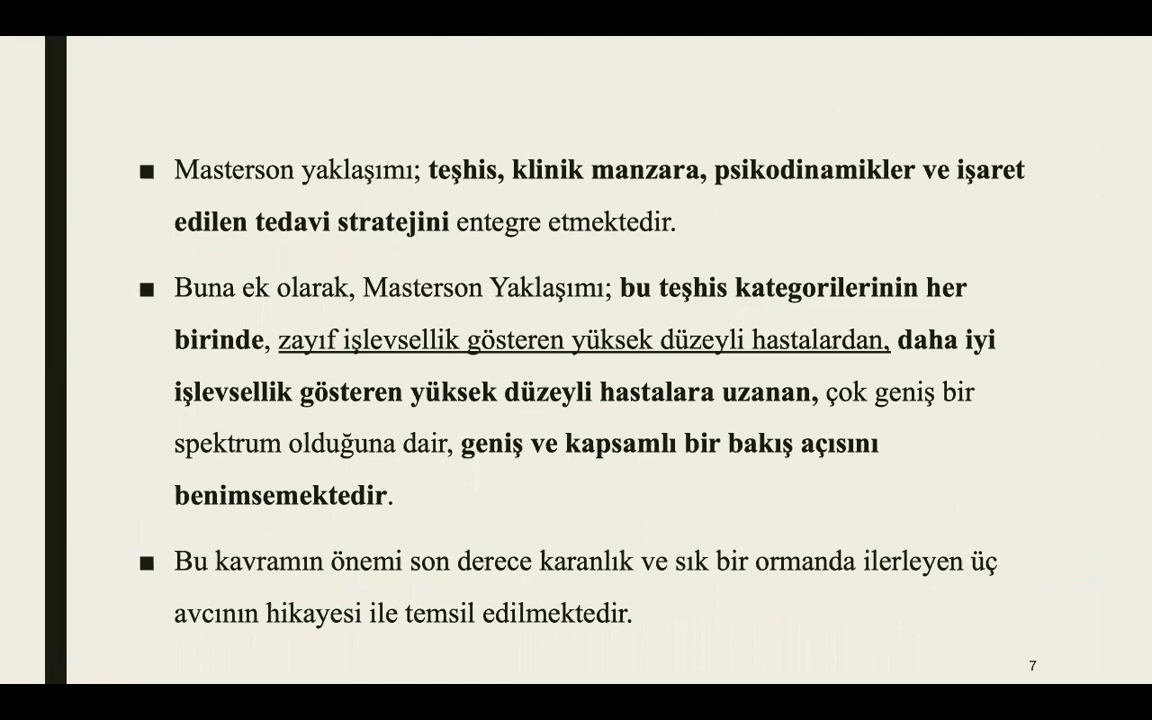 ■ Masterson yaklaşımı; teşhis, klinik manzara, psikodinamikler ve işaret
edilen tedavi stratejini entegre etmektedir.
■ Buna ek olarak, Masterson Yaklaşımı; bu teşhis kategorilerinin her
birinde, zayıf işlevsellik gösteren yüksek düzeyli hastalardan, daha iyi
işlevsellik gösteren yüksek düzeyli hastalara uzanan, çok geniş bir
spektrum olduğuna dair, geniş ve kapsamlı bir bakış açısını
benimsemektedir.
■ Bu kavramın önemi son derece karanlık ve sık bir ormanda ilerleyen üç
avcının hikayesi ile temsil edilmektedir.
7